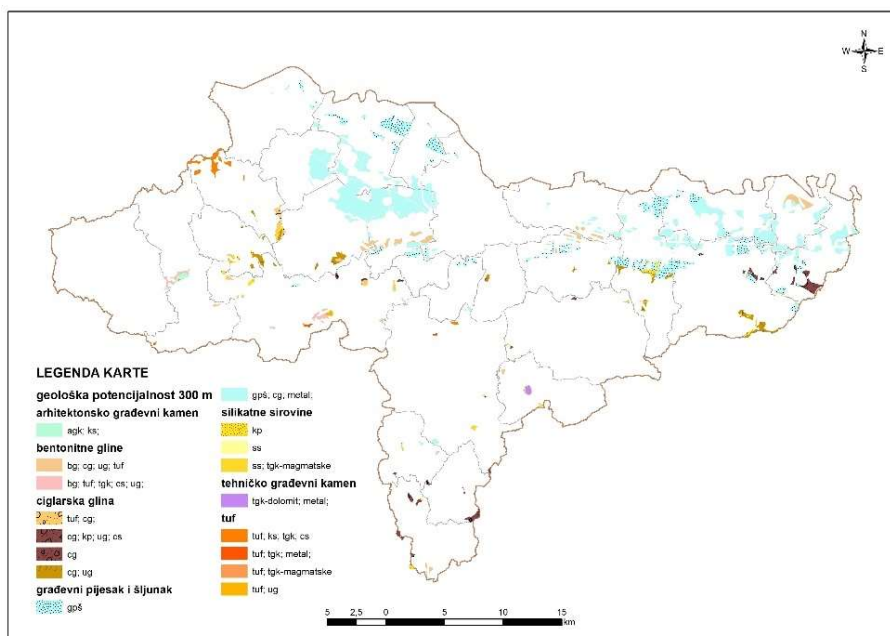 N
W E
S
LEGENDA KARTE
geološka potencijalnost 300 m
arhitektonsko građevni kamen
agk; ks;
bentonitne gline
bg; cg; ug; tuf
bg; tuf; tgk; cs; ug;
ciglarska glina
tuf; cg;
cg; kp; ug; cs
cg
cg; ug
građevni pijesak i šljunak
gpš
gpš; cg; metal;
silikatne sirovine
kp
ss
ss; tgk-magmatske
tehničko građevni kamen
tgk-dolomit; metal;
tuf
tuf; ks; tgk; cs
tuf; tgk; metal;
tuf; tgk-magmatske
tuf; ug
5 2,5 0 5 10 15
km